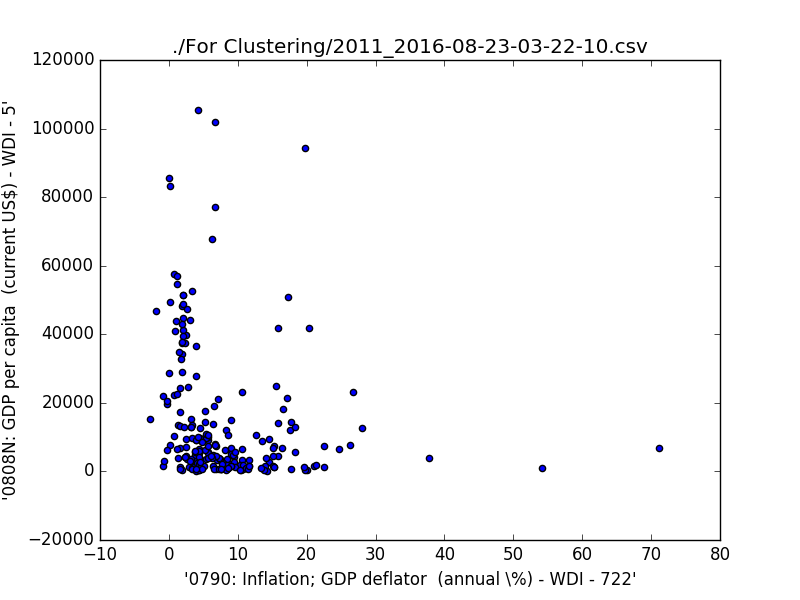 ./For Clustering/2011_2016-08-23-03-22-10.csv
120000
100000
80000
60000
40000
20000
0
−20000
'0808N: GDP per capita  (current US$) - WDI - 5'
−10 0 10 20 30 40 50 60 70 80
'0790: Inflation; GDP deflator  (annual \%) - WDI - 722'